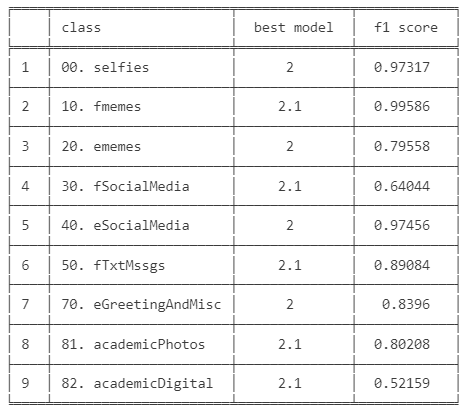 class best model f1 score
1 00. selfies 2 0.97317
2 10. fmemes 2.1 0.99586
3 20. ememes 2 0.79558
4 30. fSocialMedia 2.1 0.64044
5 40. eSocialMedia 2 0.97456
6 50. fTxtMssgs 2.1 0.89084
7 70. eGreetingAndMisc 2 0.8396
8 81. academicPhotos 2.1 0.80208
9 82. academicDigital 2.1 0.52159